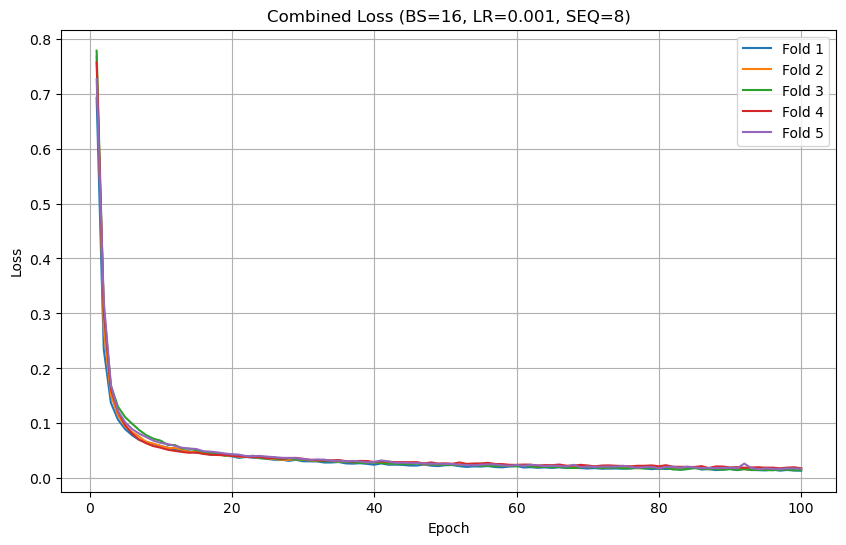 Combined Loss (BS=16, LR=0.001, SEQ=8)
Fold 1
Fold 2
Fold 3
Fold 4
Fold 5
Loss
0.8
0.7
0.6
0.5
0.4
0.3
0.2
0.1
0.0
0 20 40 60 80 100
Epoch